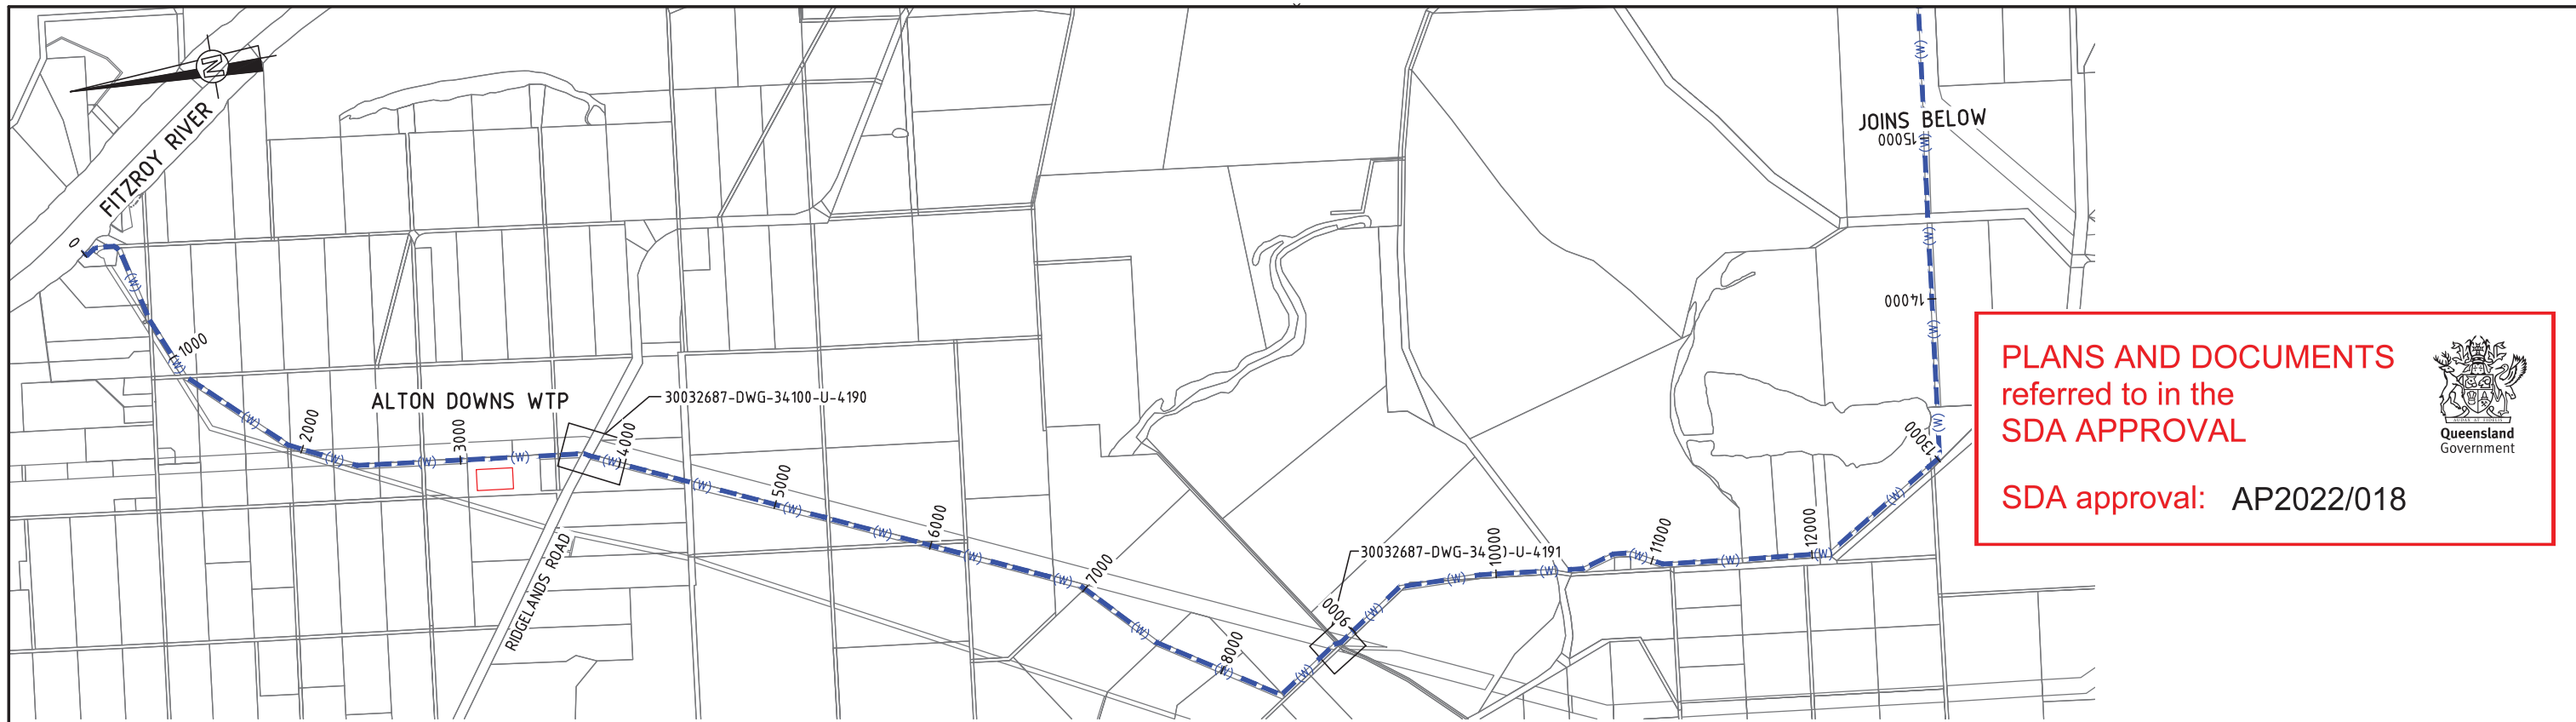 N
FITZROY RIVER
0
(W)
1000
(W)
(W)
2000
(W)
ALTON DOWNS WTP
(W)
3000
(W)
30032687-DWG-34100-U-4190
(W)
4000
RIDGELANDS ROAD
(W)
5000
(W)
(W)
6000
(W)
(W)
7000
(W)
(W)
8000
(W)
9000
30032687-DWG-34 -U-4191
(W)
(W)
10000
(W)
(W)
11000
(W)
12000
(W)
(W)
13000
(W)
(W)
14000
(W)
(W)
15000
JOINS BELOW
(W)
PLANS AND DOCUMENTS
referred to in the
SDA APPROVAL
SDA approval: AP2022/018
Queensland
Government